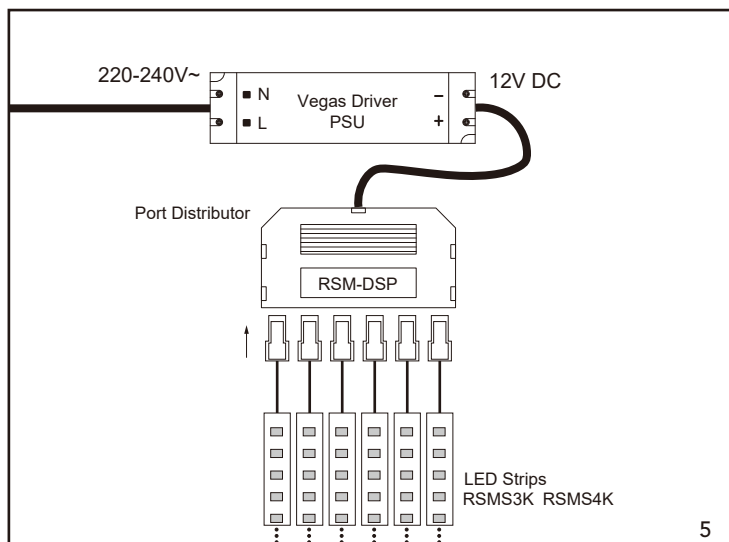 220-240V~
12V DC
N
Vegas Driver
−
L
PSU
+
Port Distributor
RSM-DSP
LED Strips
RSMS3K RSMS4K
5